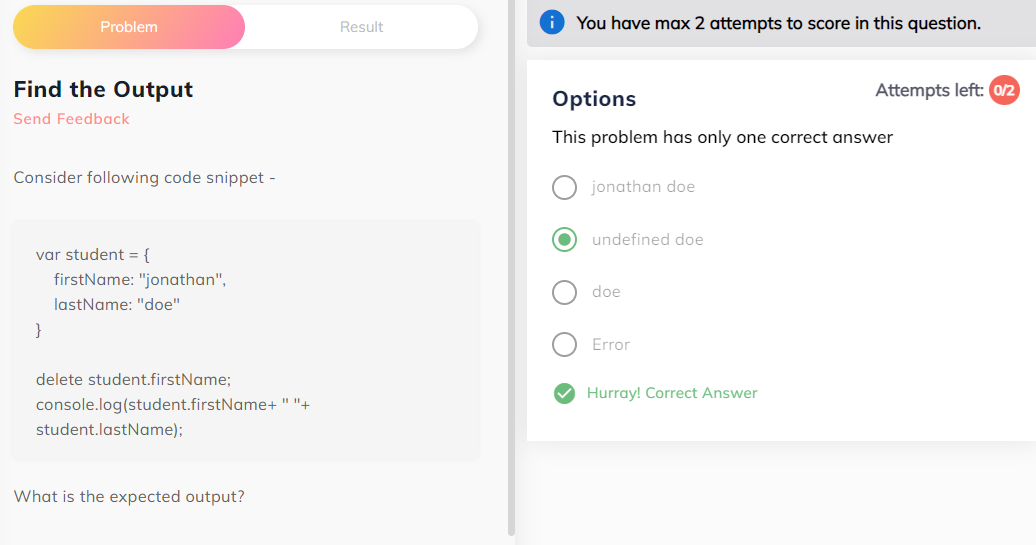 Problem
Result
Find the Output
Send Feedback
Consider following code snippet -
var student = {
firstName: "jonathan",
lastName: "doe"
}
delete student.firstName;
console.log(student.firstName+ " "+
student.lastName);
What is the expected output?
You have max 2 attempts to score in this question.
Options
Attempts left: 0/2
This problem has only one correct answer
jonathan doe
undefined doe
doe
Error
Hurray! Correct Answer